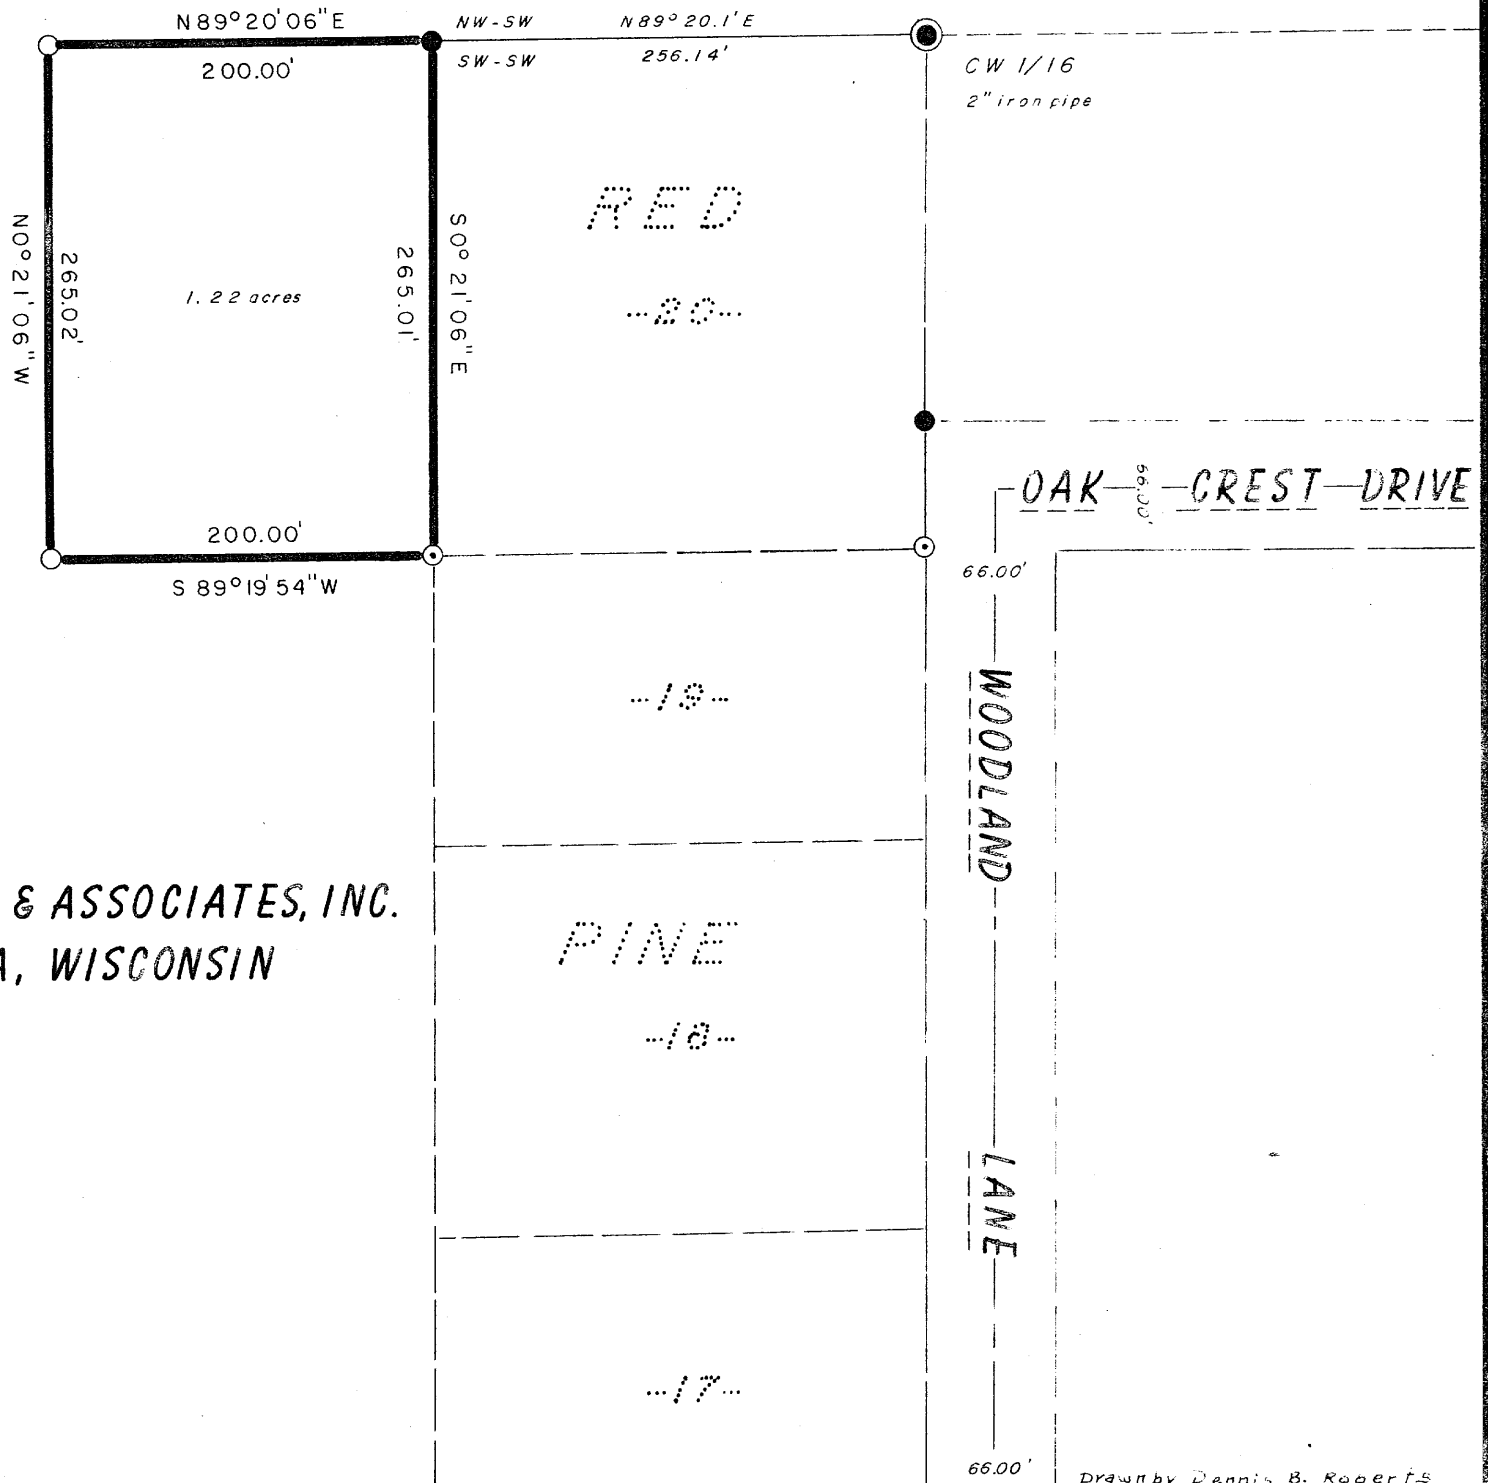 N89°20'06"E
NW-SW
N89°20.1'E
200.00'
SW-SW
256.14'
CW 1/16
2" iron pipe
RED
-20-
N0°21'06"W
265.02'
1.22 acres
265.01'
S0°21'06"E
OAK CREST DRIVE
66.00'
200.00'
S 89°19'54"W
66.00'
-19-
WOODLAND
& ASSOCIATES, INC.
A, WISCONSIN
PINE
-18-
LANE
-17-
66.00'
Drawn by Dennis B. Roberts